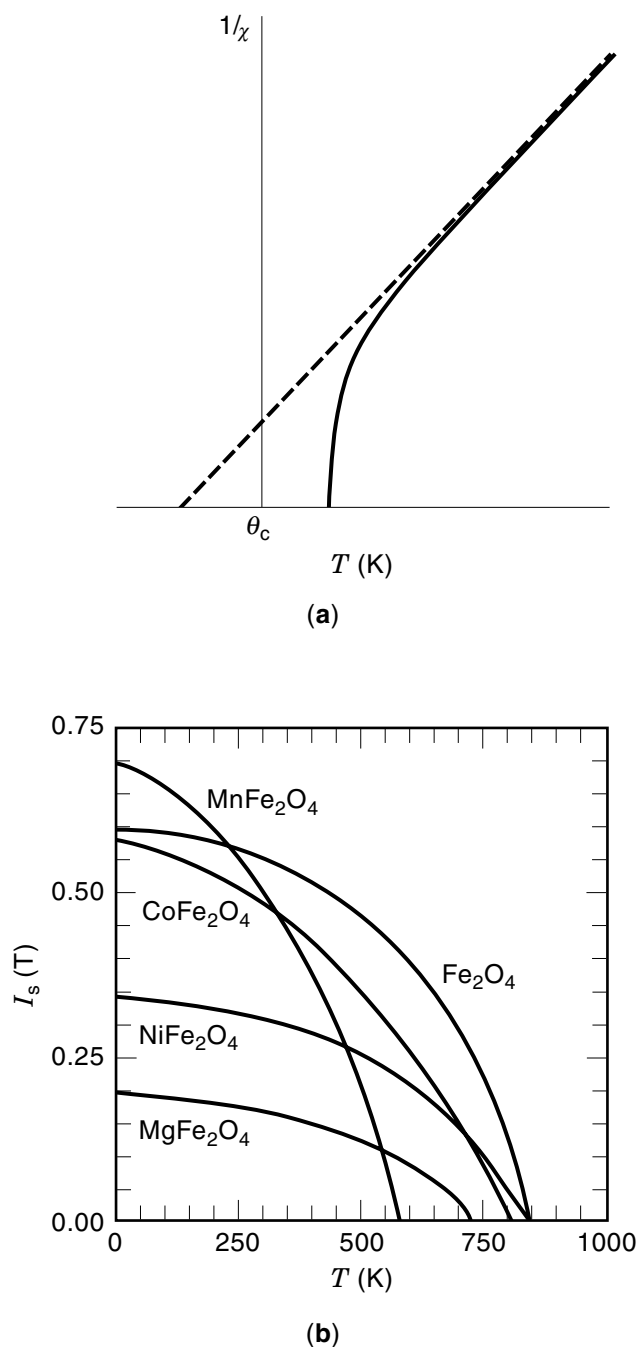 1/χ
θc
T (K)
(a)
0.75
MnFe2O4
0.50
CoFe2O4
Fe2O4
Is (T)
NiFe2O4
0.25
MgFe2O4
0.00
0 250 500 750 1000
T (K)
(b)